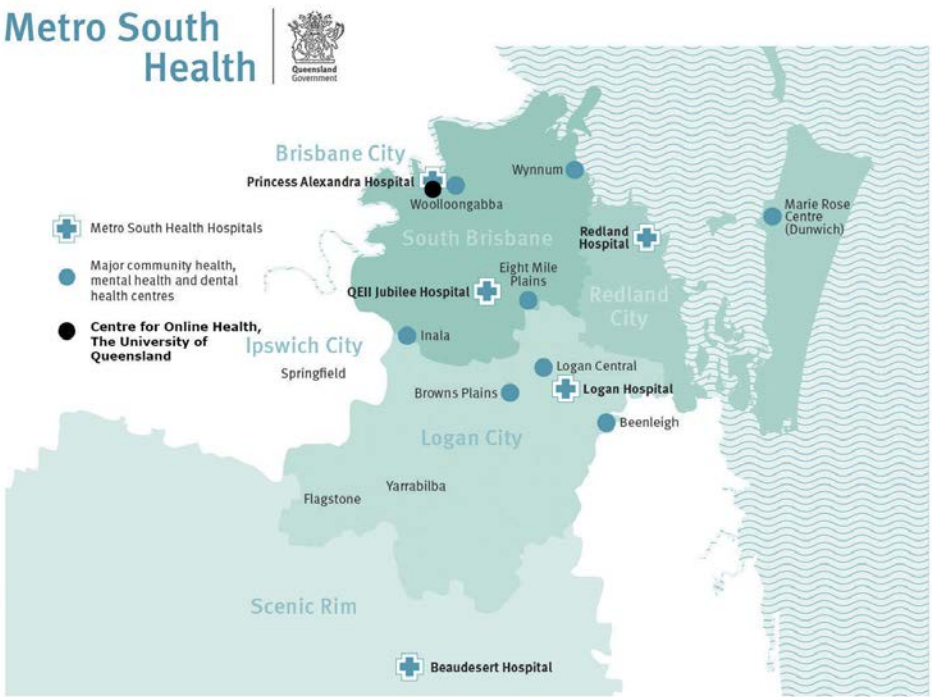 Metro South
Health
Queensland
Government
Brisbane City
Princess Alexandra Hospital
Woolloongabba
Wynnum
Marie Rose
Centre
(Dunwich)
Metro South Health Hospitals
South Brisbane
Redland
Hospital
Major community health,
mental health and dental
health centres
Eight Mile
Plains
QEII Jubilee Hospital
Redland
City
Centre for Online Health,
The University of
Queensland
Ipswich City
Inala
Springfield
Logan Central
Browns Plains
Logan Hospital
Beenleigh
Logan City
Yarrabilba
Flagstone
Scenic Rim
Beaudesert Hospital